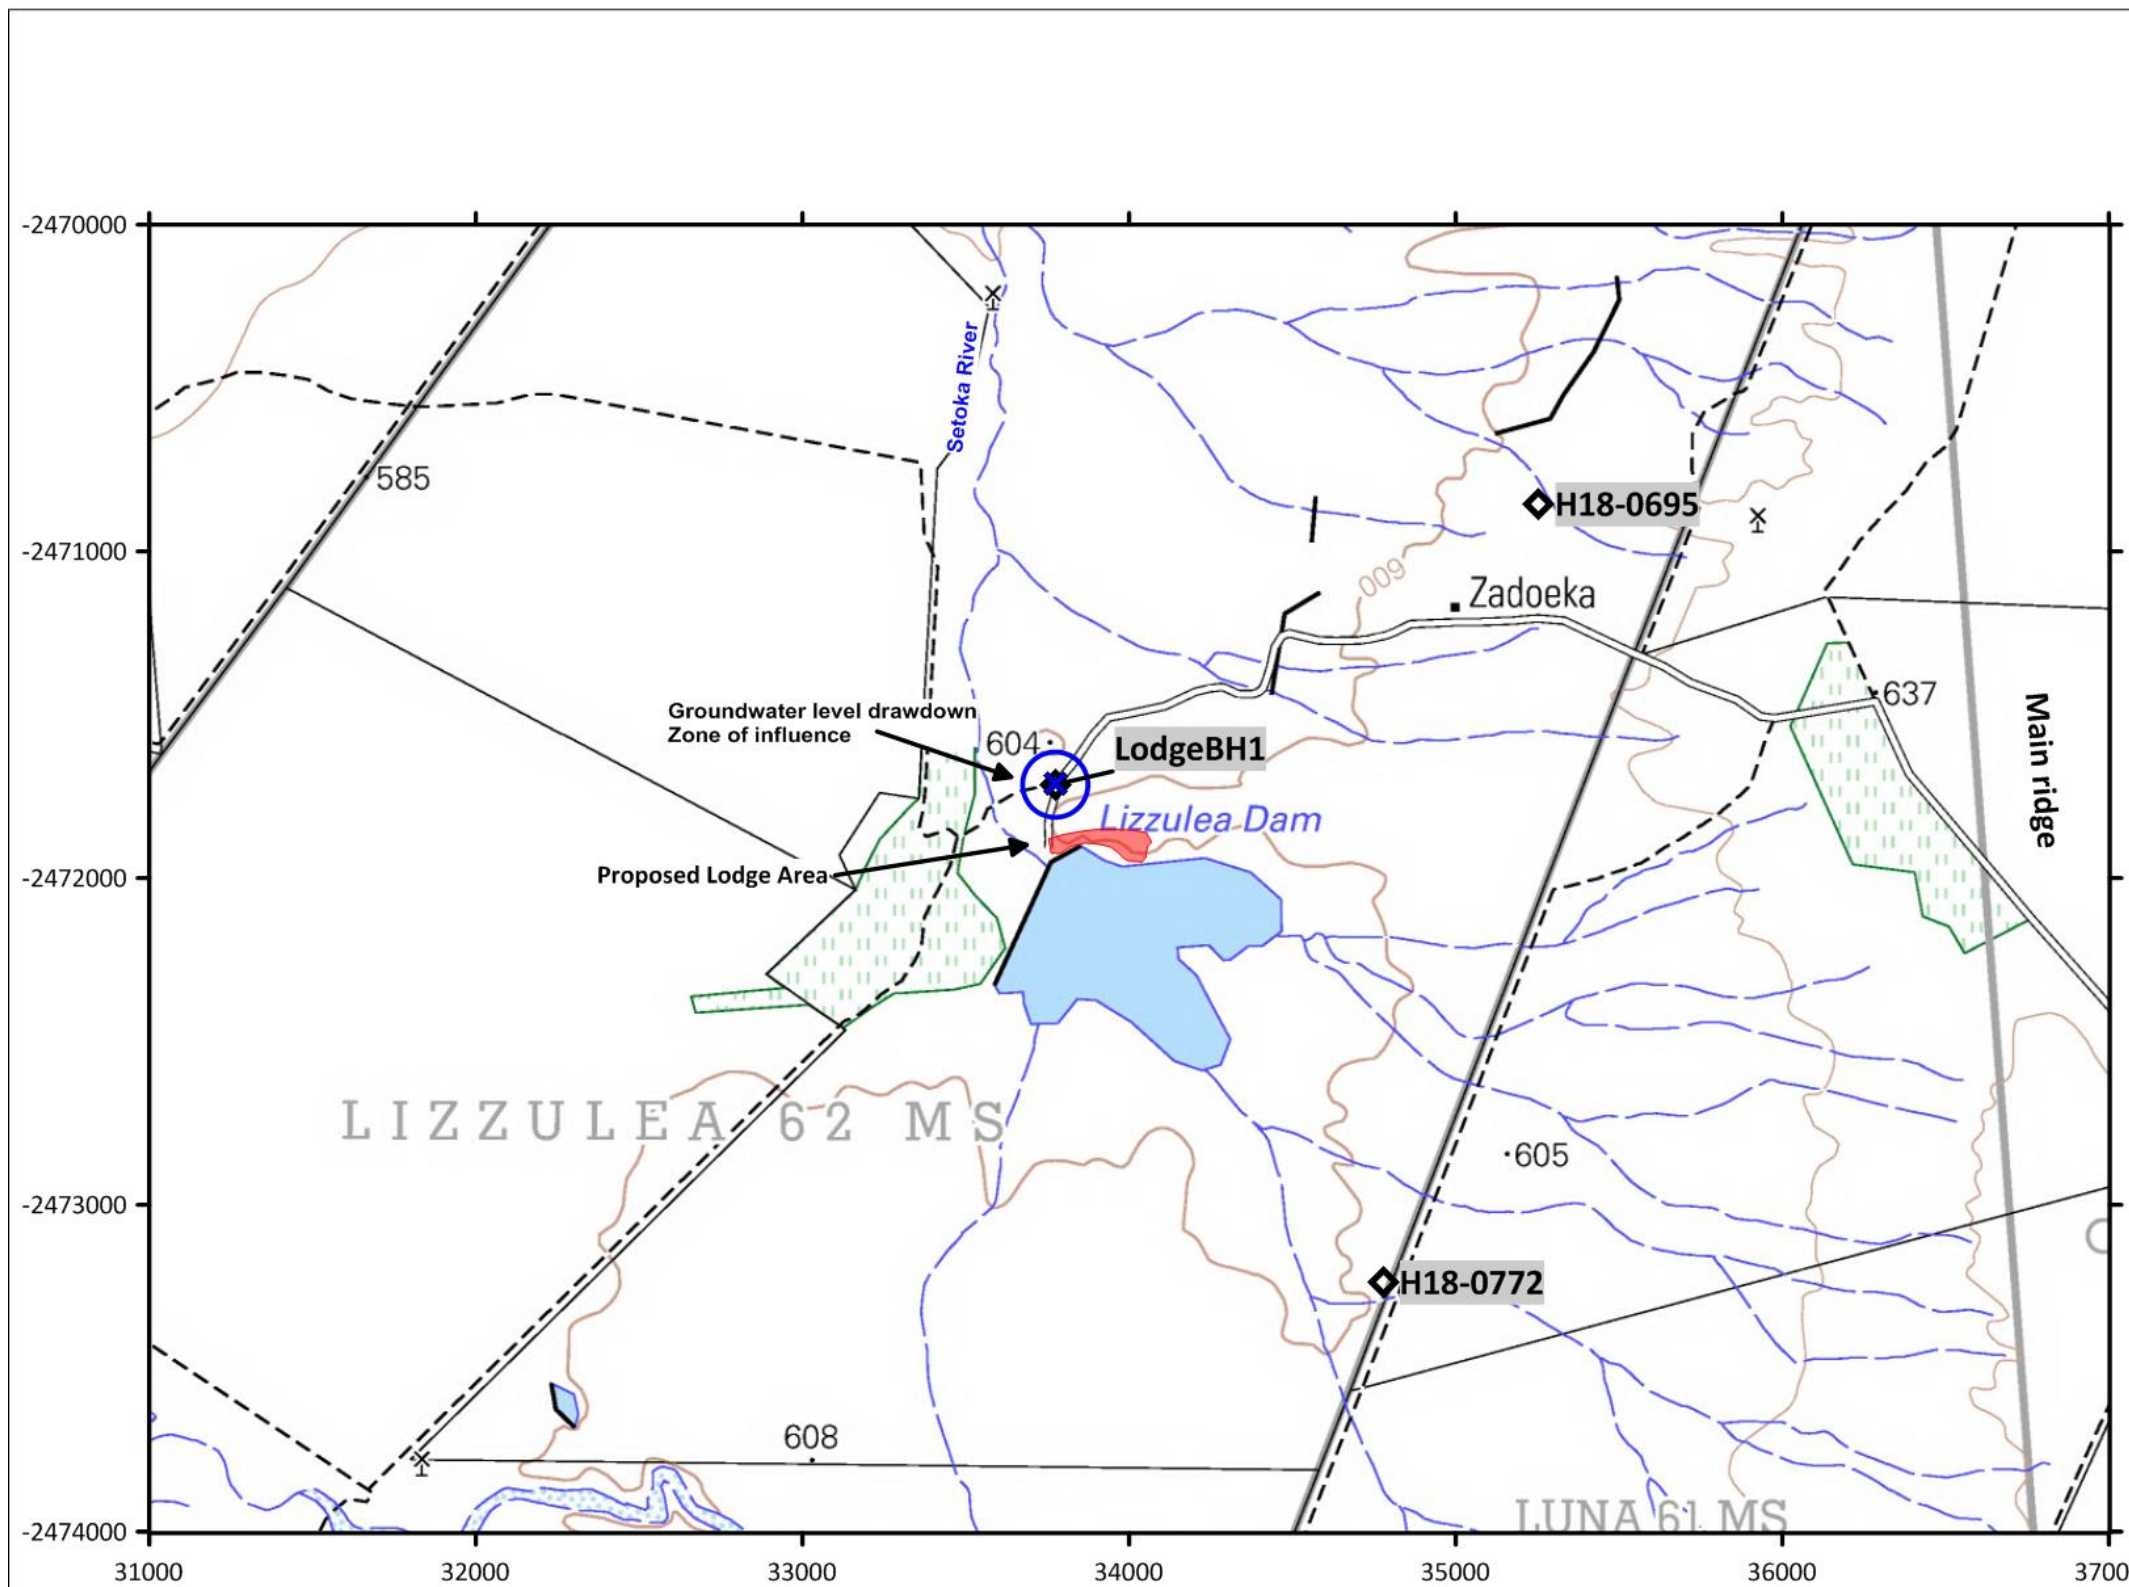 -2470000
Setoka River
585
H18-0695
-2471000
600
Zadoeka
637
Main ridge
Groundwater level drawdown
Zone of influence
604
LodgeBH1
Lizzulea Dam
Proposed Lodge Area
-2472000
LIZZULEA 62 MS
605
-2473000
H18-0772
608
LUNA 61 MS
-2474000
31000 32000 33000 34000 35000 36000 3700